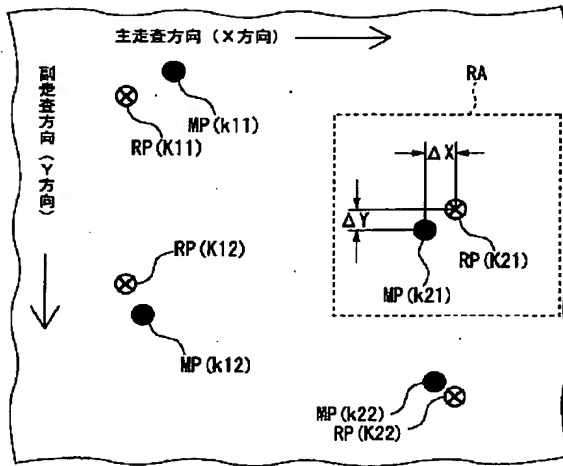 主走査方向(X方向)
副走査方向(Y方向)
RA
MP(k11)
RP(K11)
ΔX
ΔY
RP(K21)
MP(k21)
RP(K12)
MP(k12)
MP(k22)
RP(K22)